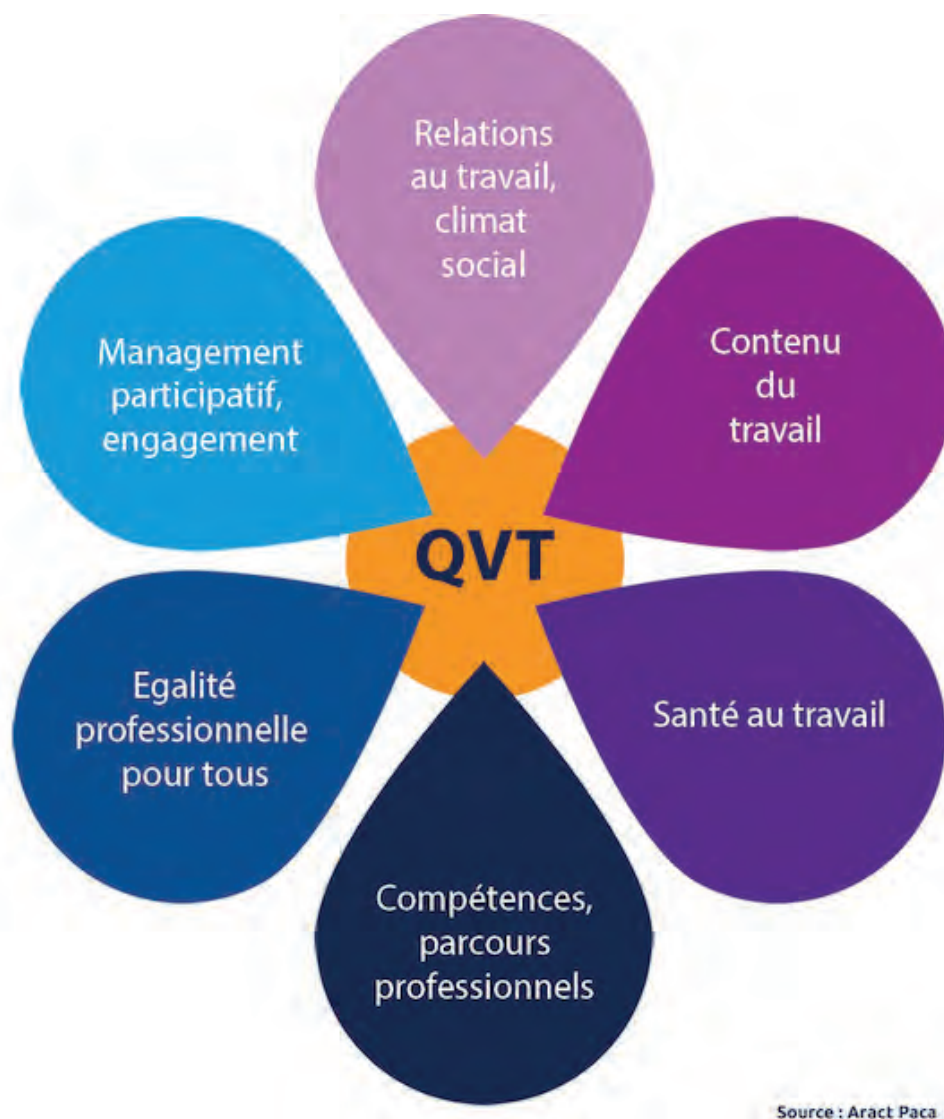 Relations
au travail,
climat
social
Contenu
du
travail
Management
participatif,
engagement
QVT
Santé au travail
Egalité
professionnelle
pour tous
Compétences,
parcours
professionnels
Source : Aract Paca